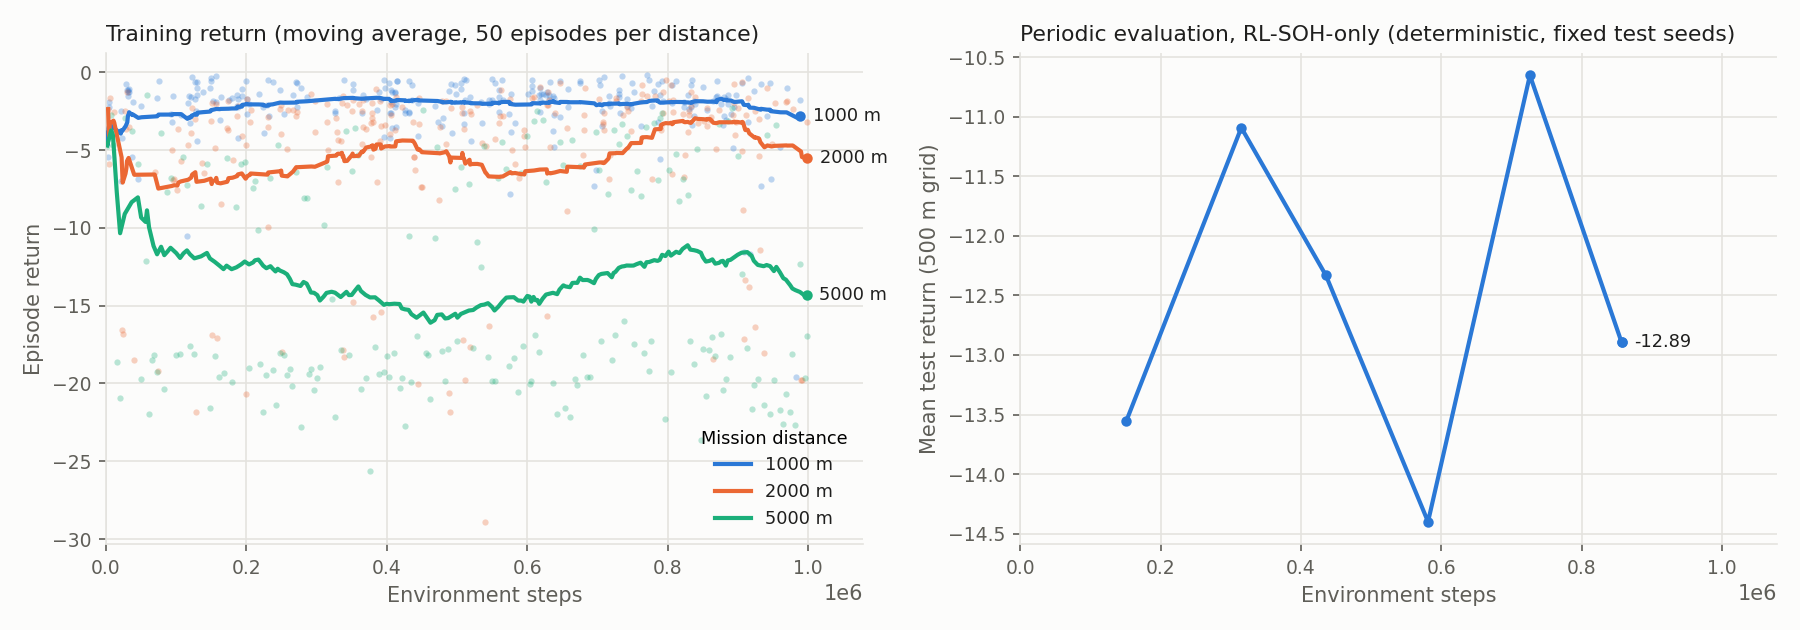 Training return (moving average, 50 episodes per distance)
Episode return
0
−5
−10
−15
−20
−25
−30
1000 m
2000 m
5000 m
Mission distance
1000 m
2000 m
5000 m
0.0 0.2 0.4 0.6 0.8 1.0
1e6
Environment steps
Periodic evaluation, RL-SOH-only (deterministic, fixed test seeds)
Mean test return (500 m grid)
−10.5
−11.0
−11.5
−12.0
−12.5
−13.0
−13.5
−14.0
−14.5
-12.89
0.0 0.2 0.4 0.6 0.8 1.0
1e6
Environment steps